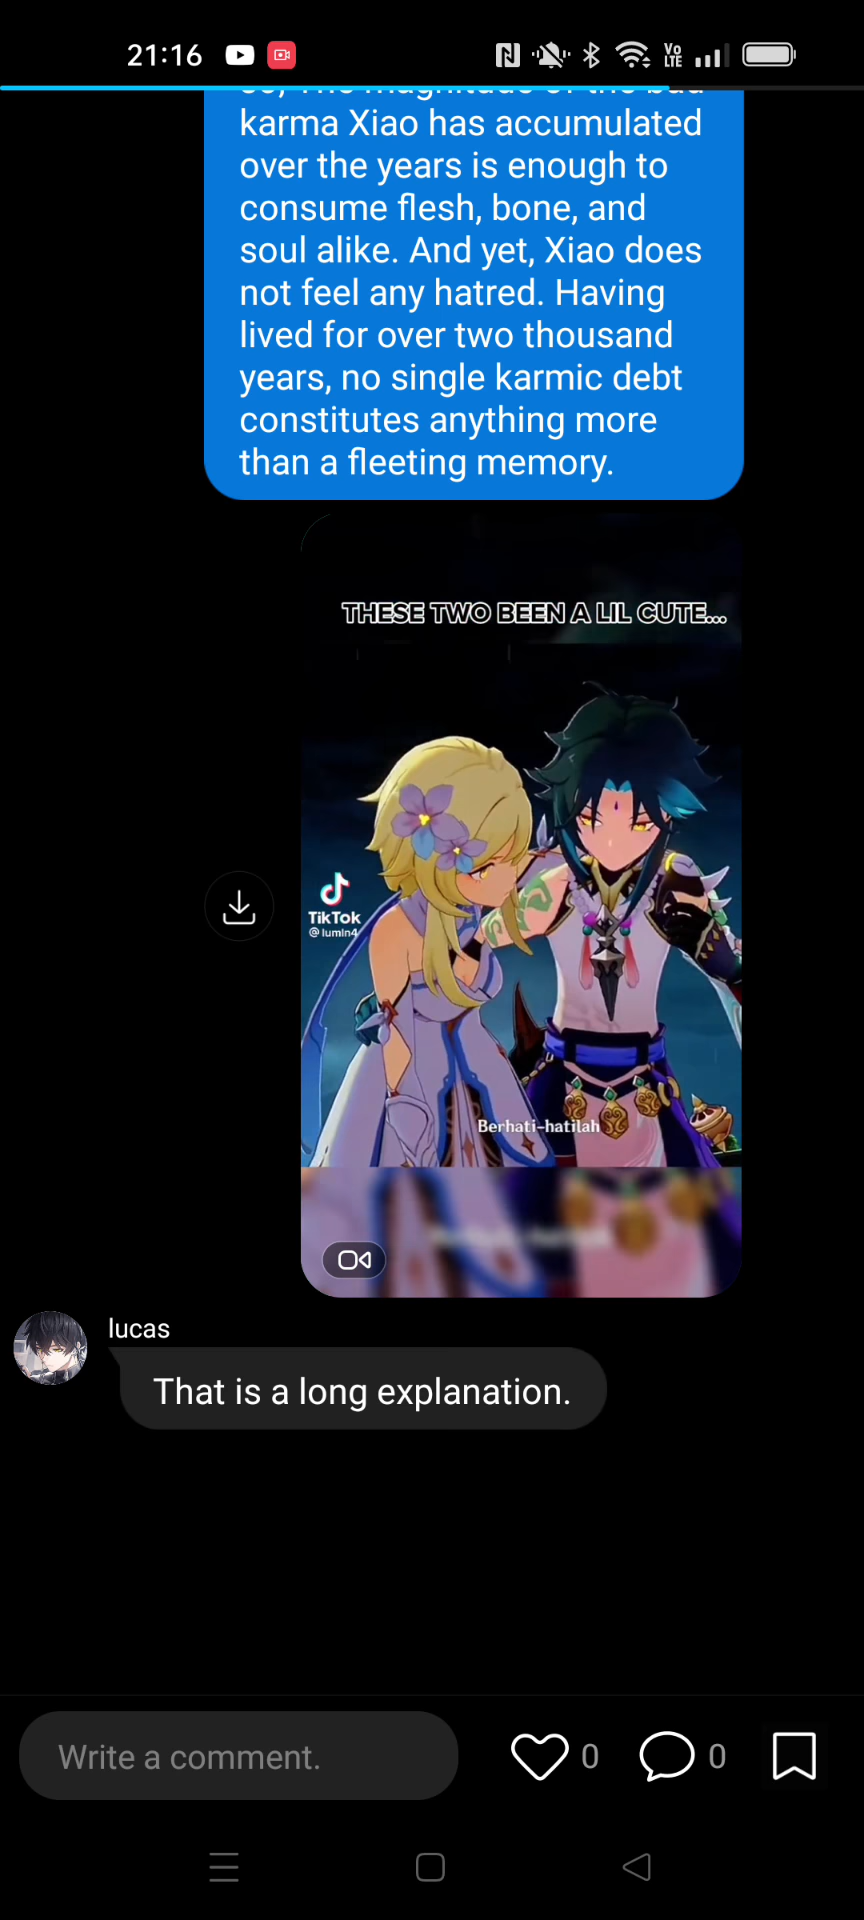 21:16
Vo
LTE
karma Xiao has accumulated
over the years is enough to
consume flesh, bone, and
soul alike. And yet, Xiao does
not feel any hatred. Having
lived for over two thousand
years, no single karmic debt
constitutes anything more
than a fleeting memory.
THESE TWO BEEN A LIL CUTE...
TikTok
@lumin4
Berhati-hatilah
lucas
That is a long explanation.
Write a comment.
0
0